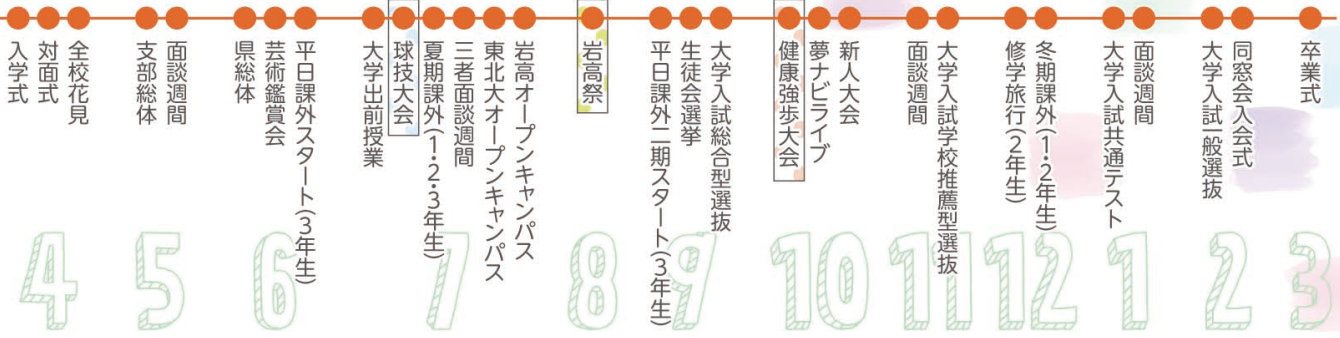 入学式
対面式
全校花見
支部総体
面談週間
県総体
芸術鑑賞会
平日課外スタート(3年生)
大学出前授業
球技大会
夏期課外(1・2・3年生)
三者面談週間
東北大オープンキャンパス
岩高オープンキャンパス
岩高祭
平日課外二期スタート(3年生)
生徒会選挙
大学入試総合型選抜
健康強歩大会
夢ナビライブ
新人大会
面談週間
大学入試学校推薦型選抜
修学旅行(2年生)
冬期課外(1・2年生)
大学入試共通テスト
面談週間
大学入試一般選抜
同窓会入会式
卒業式
4
5
6
7
8
9
10
11
12
1
2
3